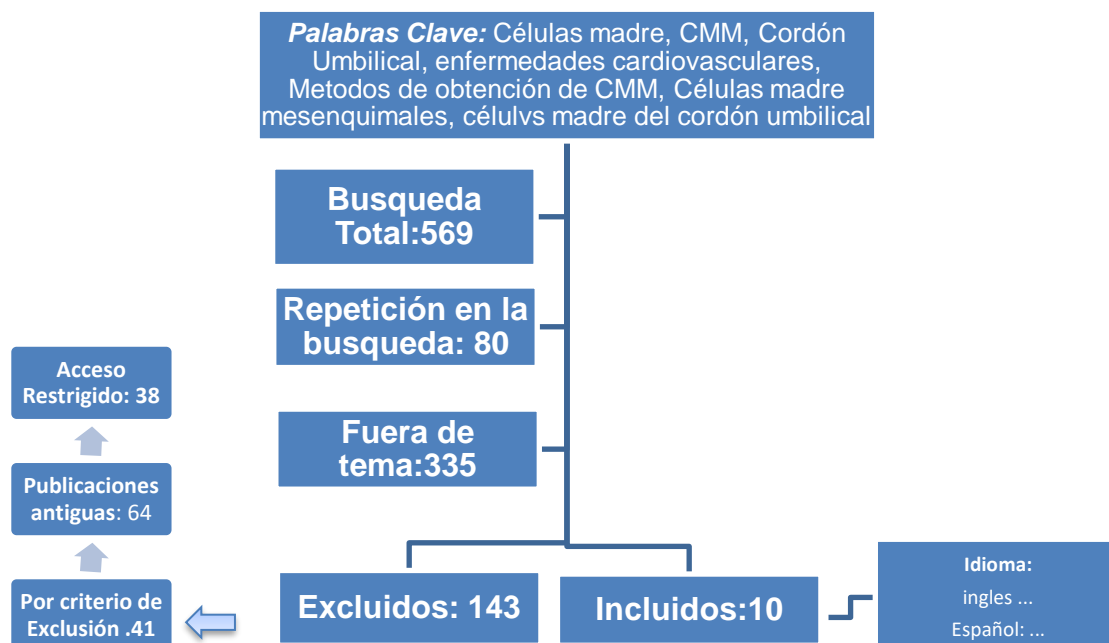 Palabras Clave: Células madre, CMM, Cordón
Umbilical, enfermedades cardiovasculares,
Metodos de obtención de CMM, Células madre
mesenquimales, célulvs madre del cordón umbilical
Busqueda
Total:569
Repetición en la
busqueda: 80
Fuera de
tema:335
Acceso
Restrigido: 38
Publicaciones
antiguas: 64
Por criterio de
Exclusión .41
Excluidos: 143
Incluidos:10
Idioma:
ingles ...
Español: ...